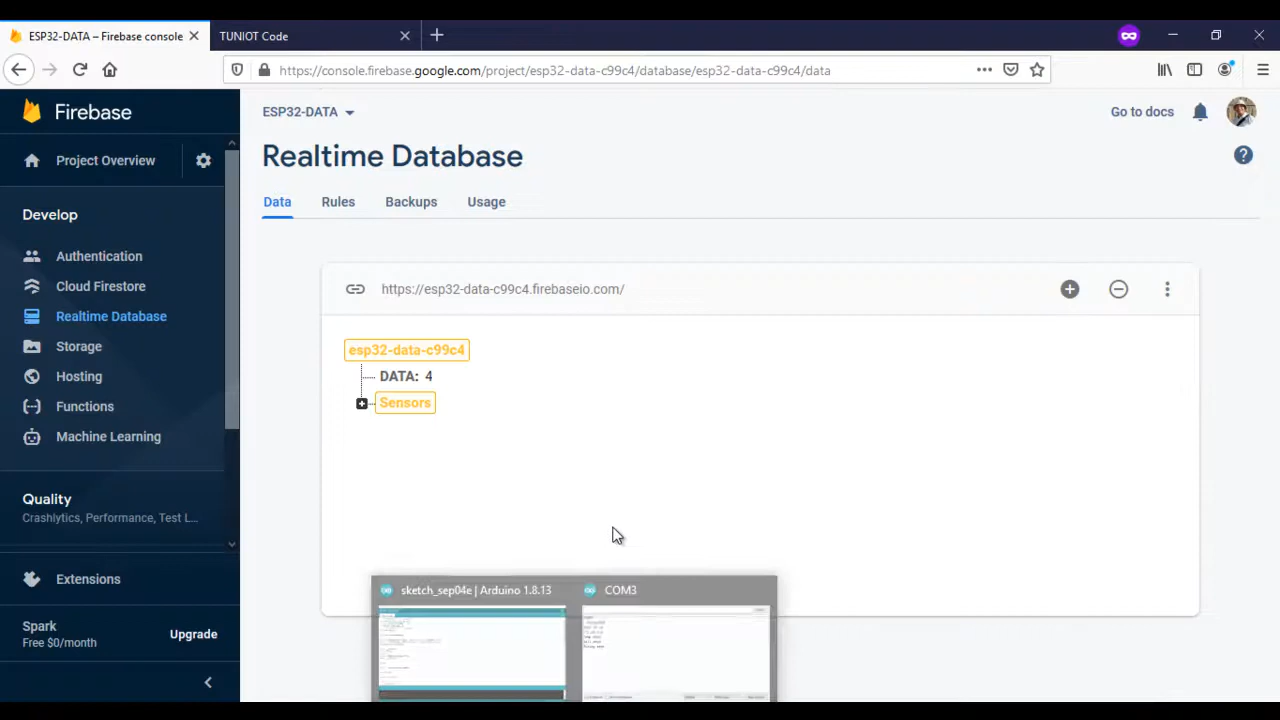 ESP32-DATA – Firebase console
TUNIOT Code
https://console.firebase.google.com/project/esp32-data-c99c4/database/esp32-data-c99c4/data
Firebase
ESP32-DATA
Go to docs
Project Overview
Realtime Database
Data Rules Backups Usage
Develop
Authentication
Cloud Firestore
Realtime Database
Storage
Hosting
Functions
Machine Learning
https://esp32-data-c99c4.firebaseio.com/
esp32-data-c99c4
DATA: 4
Sensors
Quality
Crashlytics, Performance, Test L...
Extensions
Spark
Free $0/month
Upgrade
sketch_sep04e | Arduino 1.8.13
COM3